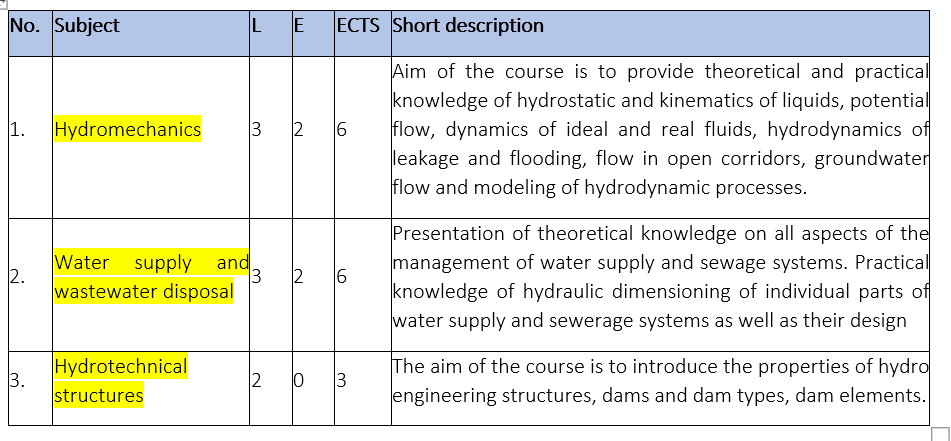 No. Subject L E ECTS Short description
1. Hydromechanics 3 2 6
Aim of the course is to provide theoretical and practical
knowledge of hydrostatic and kinematics of liquids, potential
flow, dynamics of ideal and real fluids, hydrodynamics of
leakage and flooding, flow in open corridors, groundwater
flow and modeling of hydrodynamic processes.
2. Water supply and
wastewater disposal
3 2 6
Presentation of theoretical knowledge on all aspects of the
management of water supply and sewage systems. Practical
knowledge of hydraulic dimensioning of individual parts of
water supply and sewerage systems as well as their design
3. Hydrotechnical
structures
2 0 3
The aim of the course is to introduce the properties of hydro
engineering structures, dams and dam types, dam elements.